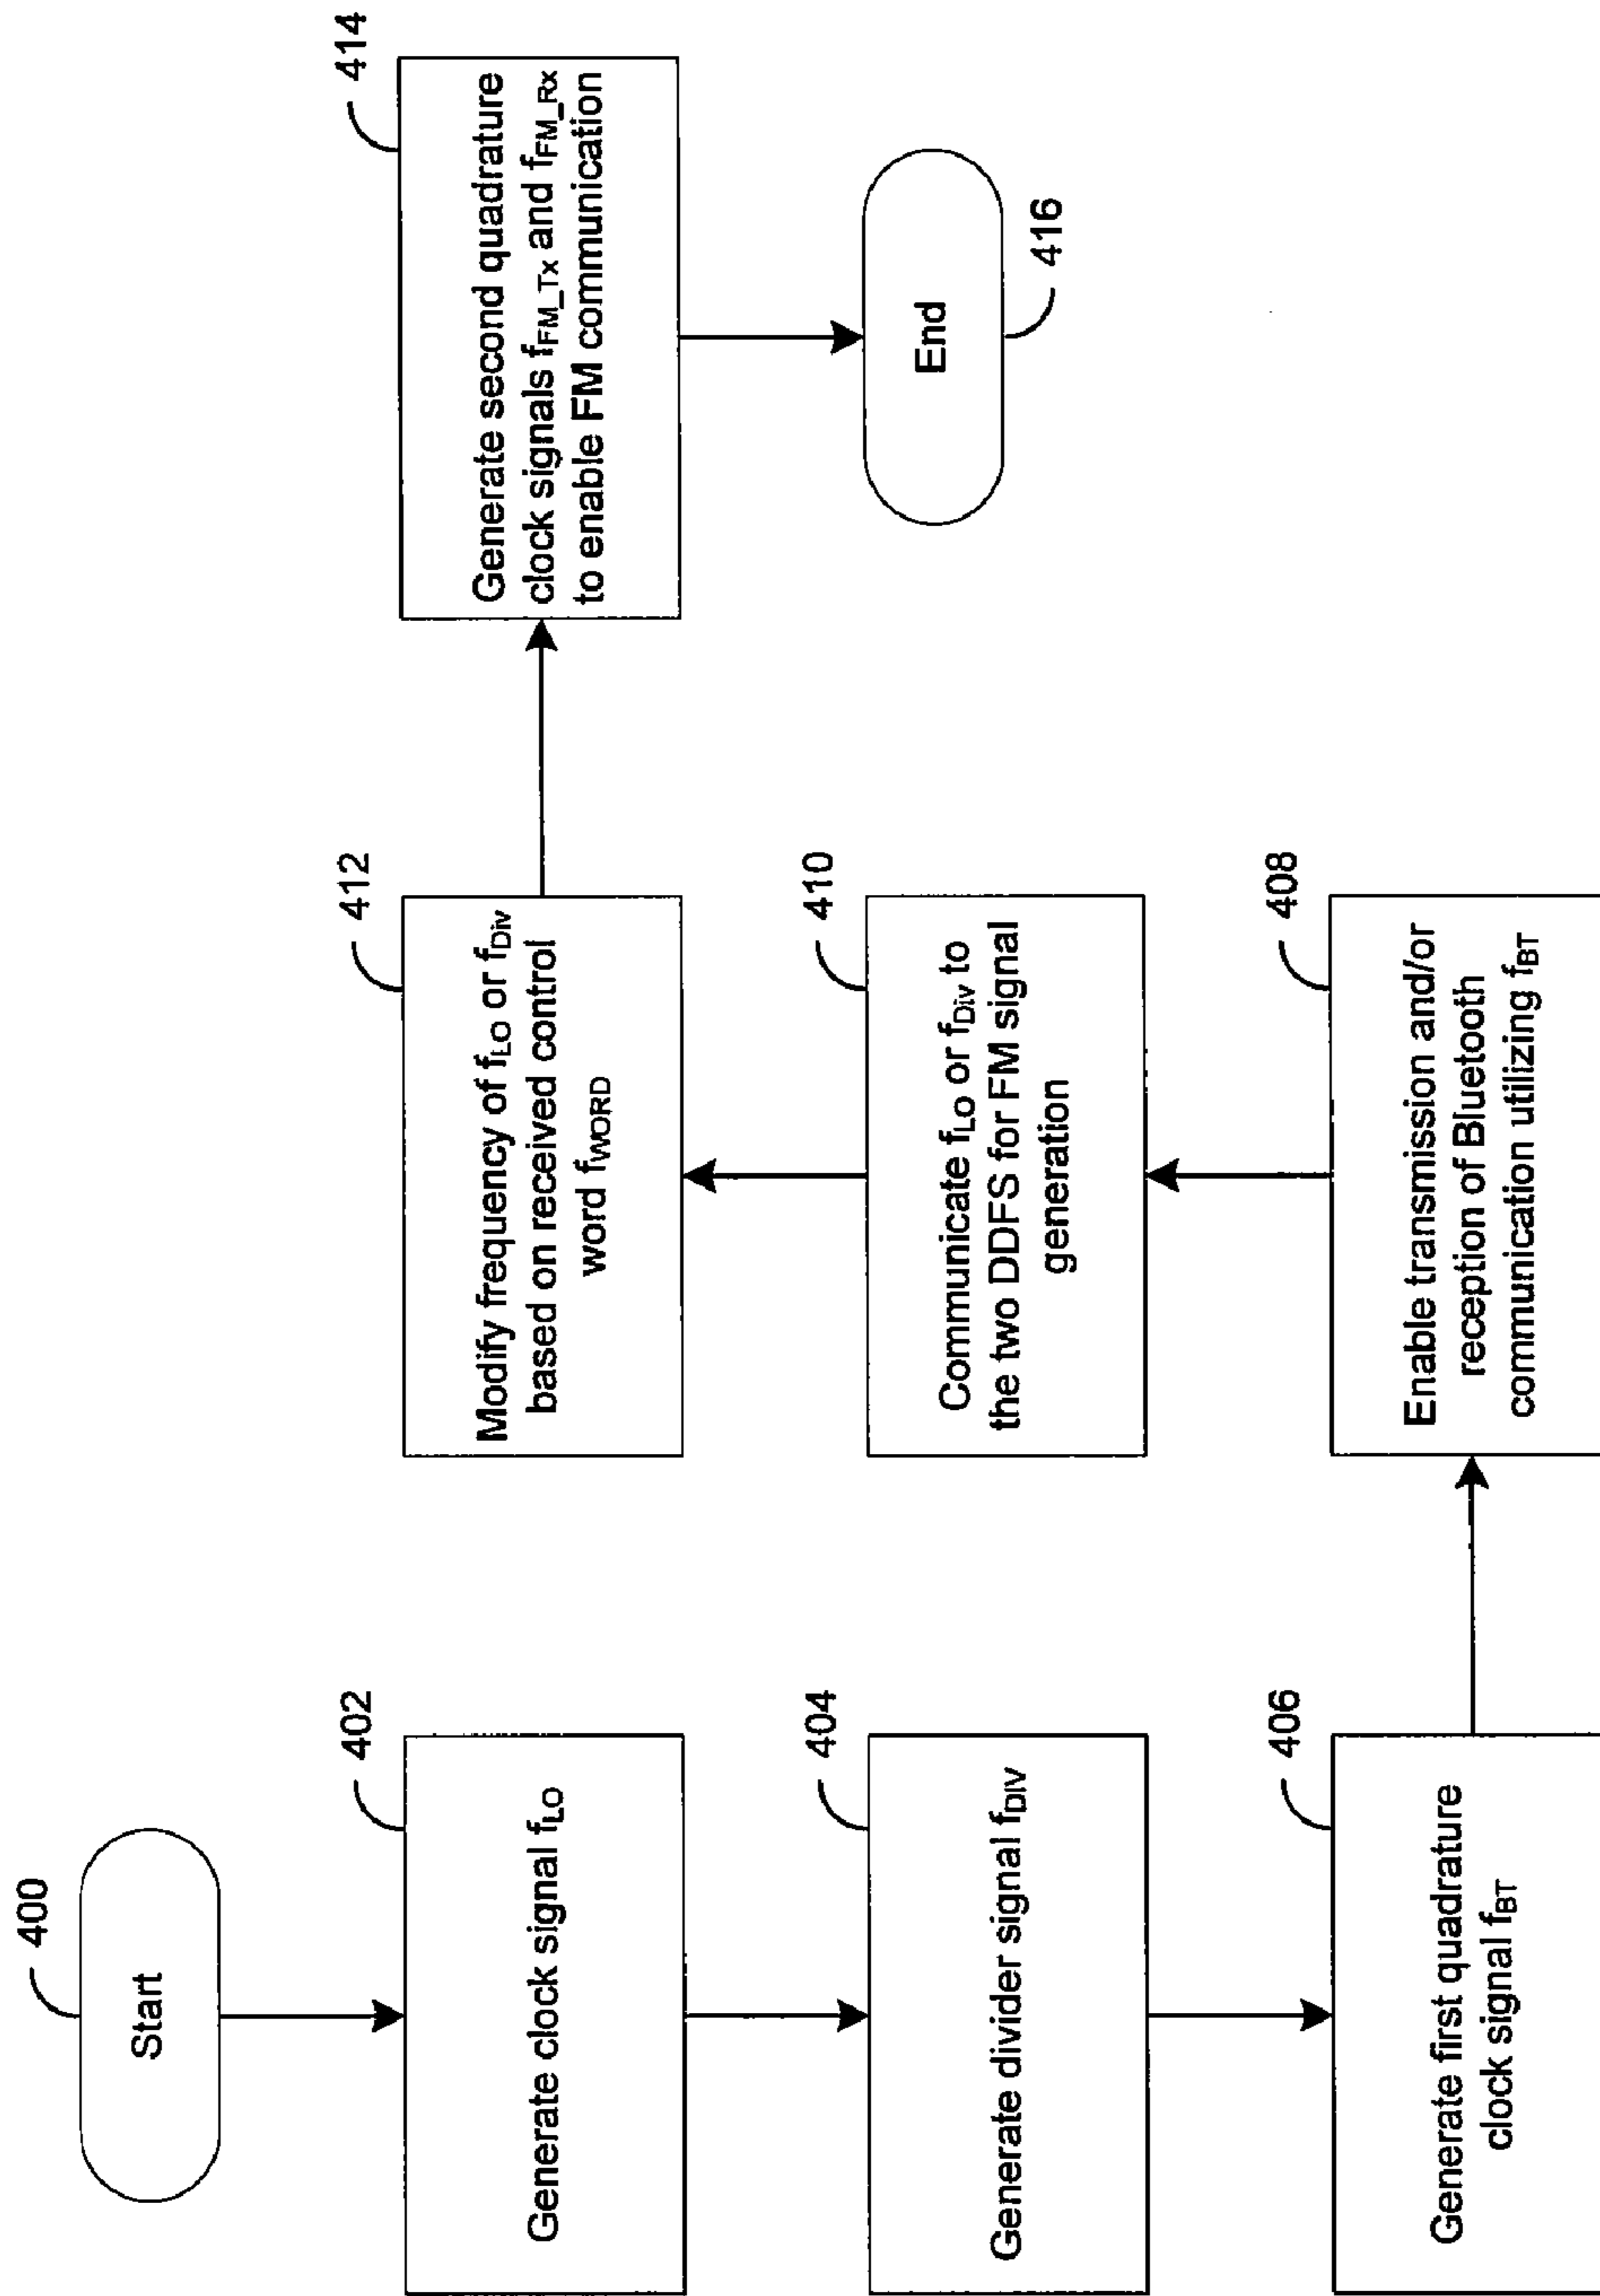 400
Start
402
Generate clock signal fLO
404
Generate divider signal fDIV
406
Generate first quadrature
clock signal fBT
408
Enable transmission and/or
reception of Bluetooth
communication utilizing fBT
410
Communicate fLO or fDiv to
the two DDFS for FM signal
generation
412
Modify frequency of fLO or fDiv
based on received control
word fWORD
414
Generate second quadrature
clock signals fFM_Tx and fFM_Rx
to enable FM communication
End
416